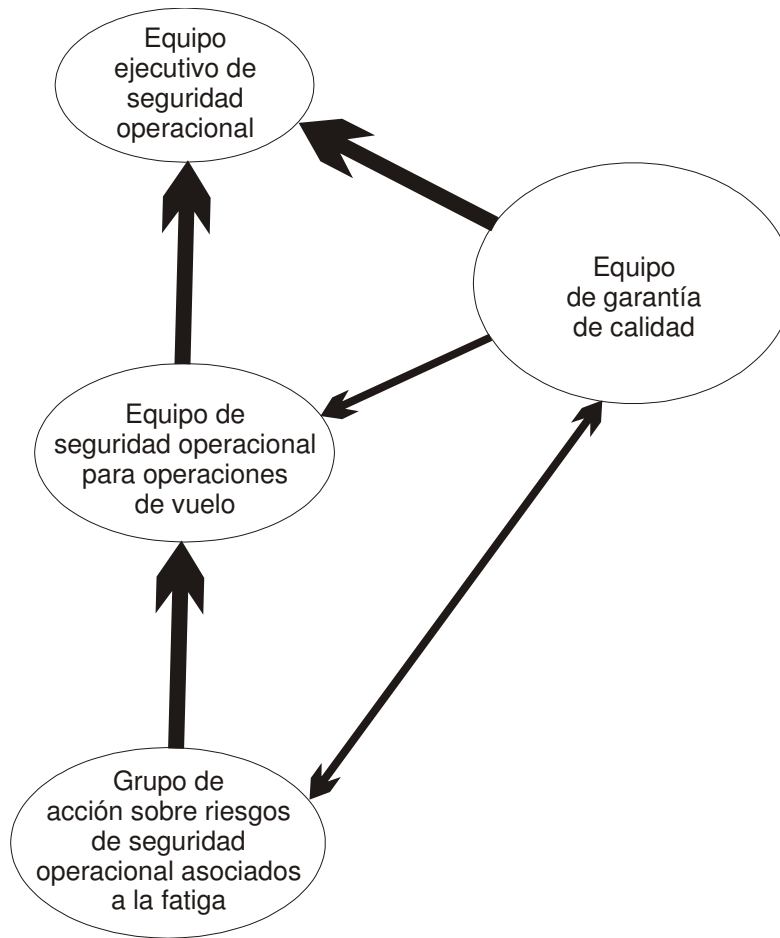 Equipo
ejecutivo de
seguridad
operacional
Equipo
de garantía
de calidad
Equipo de
seguridad operacional
para operaciones
de vuelo
Grupo de
acción sobre riesgos
de seguridad
operacional asociados
a la fatiga